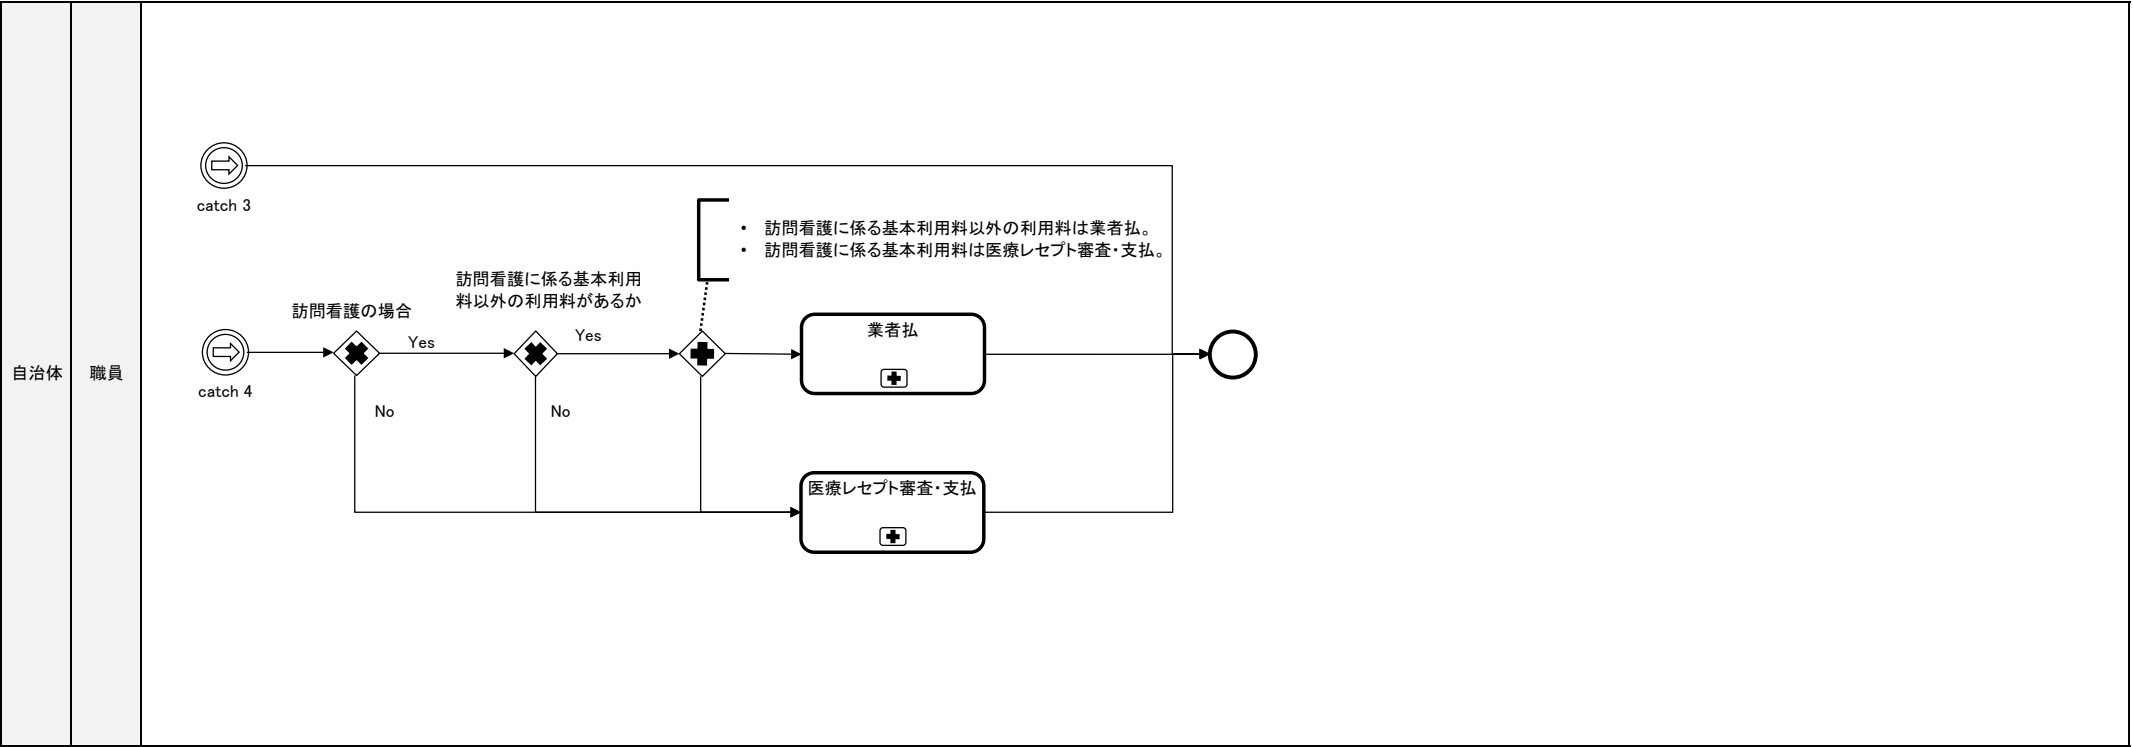 自治体
職員
catch 3
• 訪問看護に係る基本利用料以外の利用料は業者払。
• 訪問看護に係る基本利用料は医療レセプト審査・支払。
訪問看護に係る基本利用
料以外の利用料があるか
訪問看護の場合
Yes
Yes
業者払
catch 4
No
No
医療レセプト審査・支払